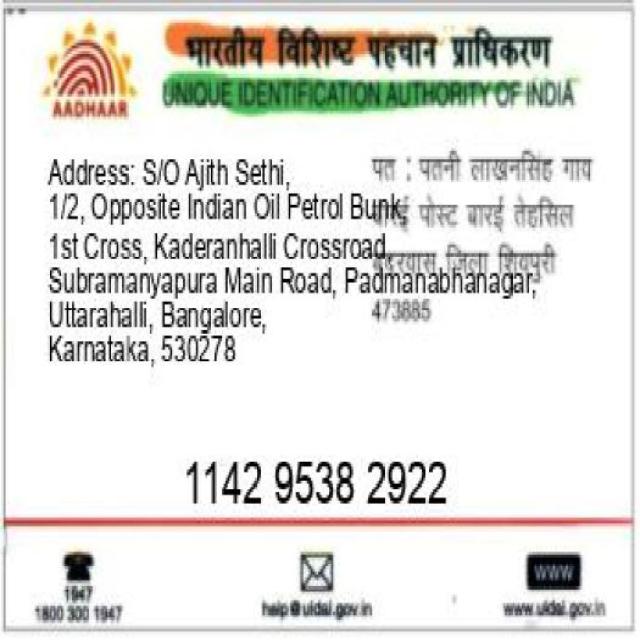 AADHAAR
भारतीय विशिष्ट पहचान प्राधिकरण
UNIQUE IDENTIFICATION AUTHORITY OF INDIA
Address: S/O Ajith Sethi,
1/2, Opposite Indian Oil Petrol Bunk,
1st Cross, Kaderanhalli Crossroad,
Subramanyapura Main Road, Padmanabhanagar,
Uttarahalli, Bangalore,
Karnataka, 530278
पत : पतनी लाखनसिंह गाव
पोस्ट बारई तेहसिल
जिला शिवपुरी
473885
1142 9538 2922
1947
1800 300 1947
help@uidai.gov.in
WWW
www.uidai.gov.in